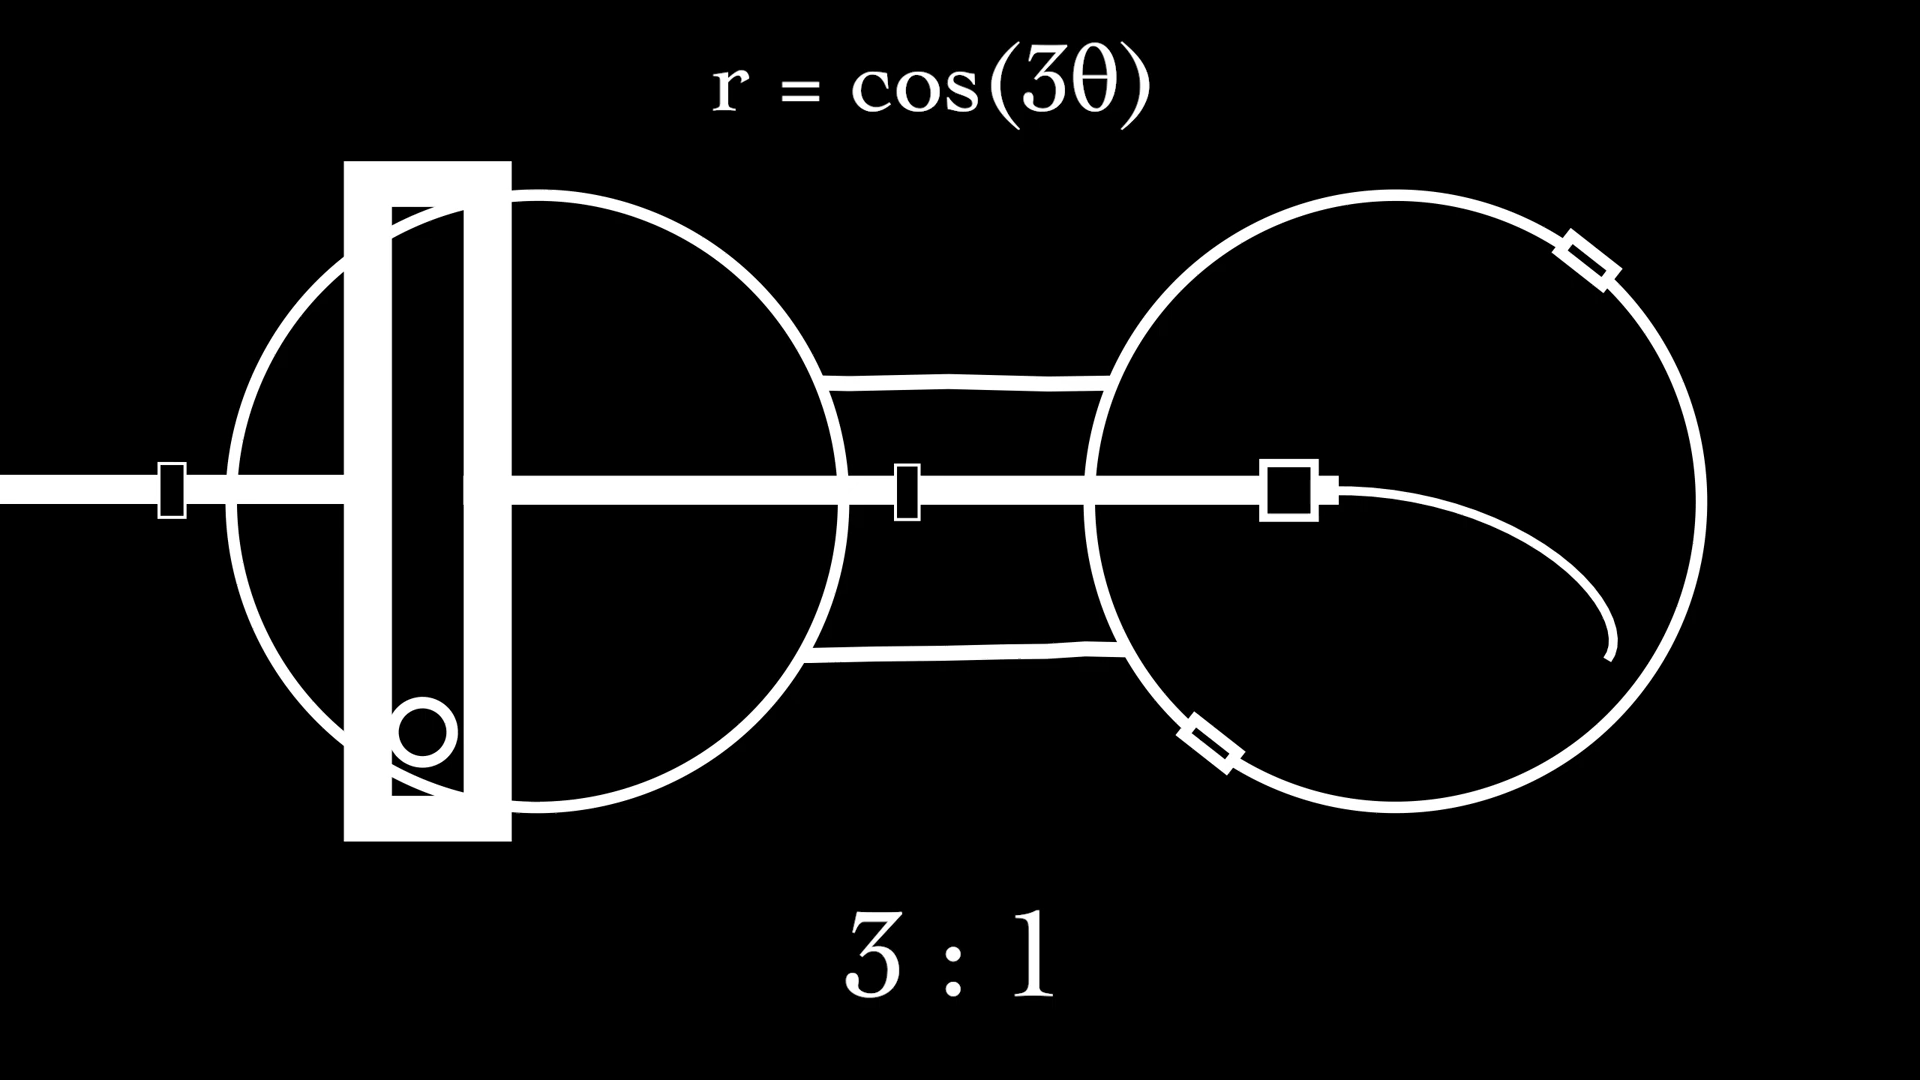 r = cos(3θ)
3 : 1